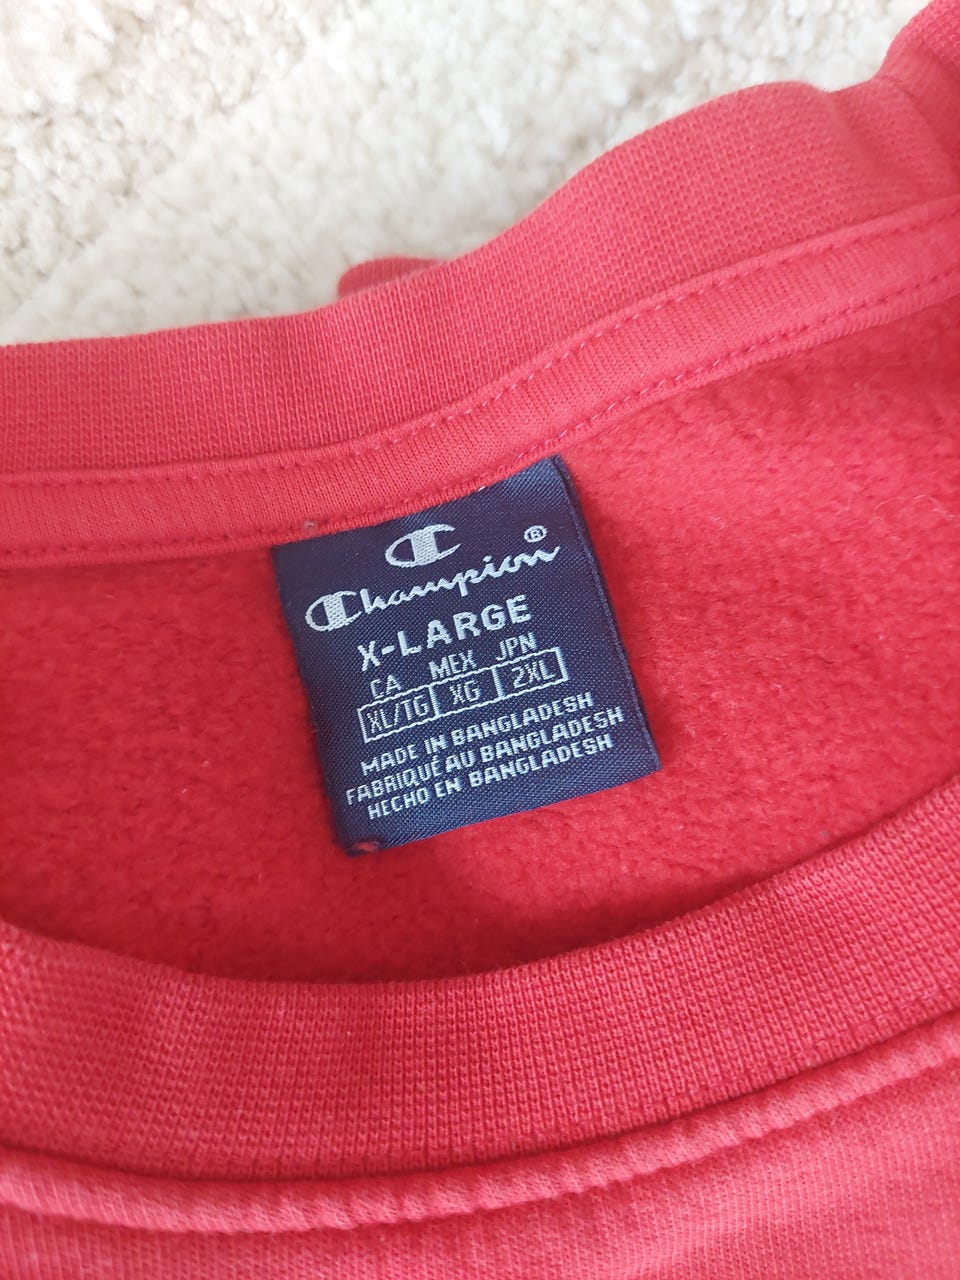 Champion®
X-LARGE
CA MEX JPN
XL/TG XG 2XL
MADE IN BANGLADESH
FABRIQUÉ AU BANGLADESH
HECHO EN BANGLADESH